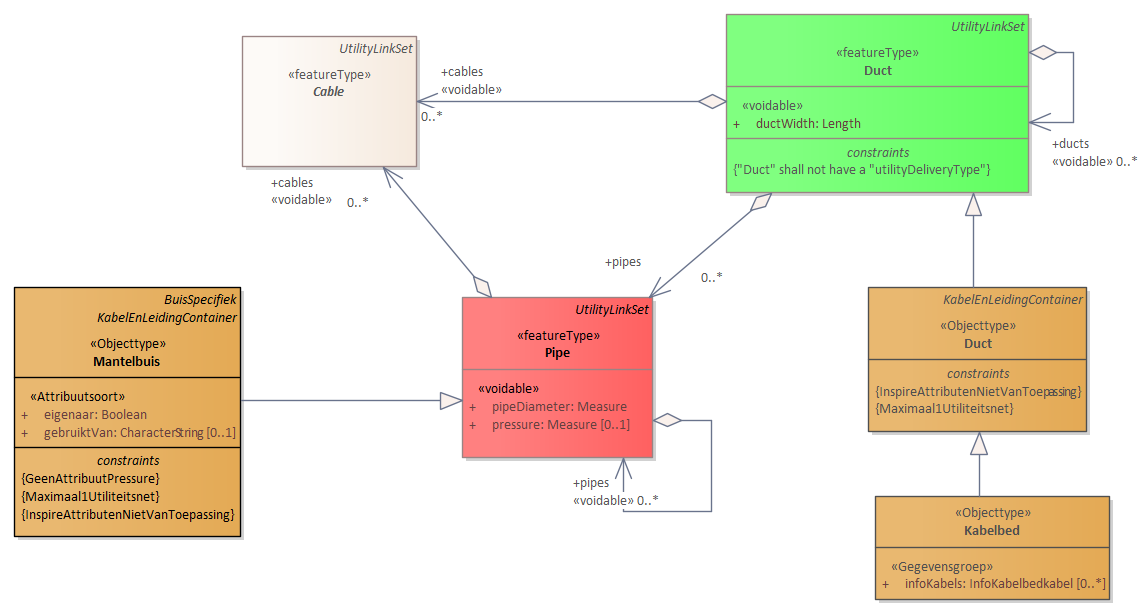 UtilityLinkSet
«featureType»
Cable
+cables
«voidable»
0..*
UtilityLinkSet
«featureType»
Duct
«voidable»
+ ductWidth: Length
constraints
{"Duct" shall not have a "utilityDeliveryType"}
+ducts
«voidable» 0..*
+cables
«voidable» 0..*
+pipes
0..*
BuisSpecifiek
KabelEnLeidingContainer
«Objecttype»
Mantelbuis
«Attribuutsoort»
+ eigenaar: Boolean
+ gebruiktVan: CharacterString [0..1]
constraints
{GeenAttribuutPressure}
{Maximaal1Utiliteitsnet}
{InspireAttributenNietVanToepassing}
UtilityLinkSet
«featureType»
Pipe
«voidable»
+ pipeDiameter: Measure
+ pressure: Measure [0..1]
+pipes
«voidable» 0..*
KabelEnLeidingContainer
«Objecttype»
Duct
constraints
{InspireAttributenNietVanToepassing}
{Maximaal1Utiliteitsnet}
«Objecttype»
Kabelbed
«Gegevensgroep»
+ infoKabels: InfoKabelbedkabel [0..*]